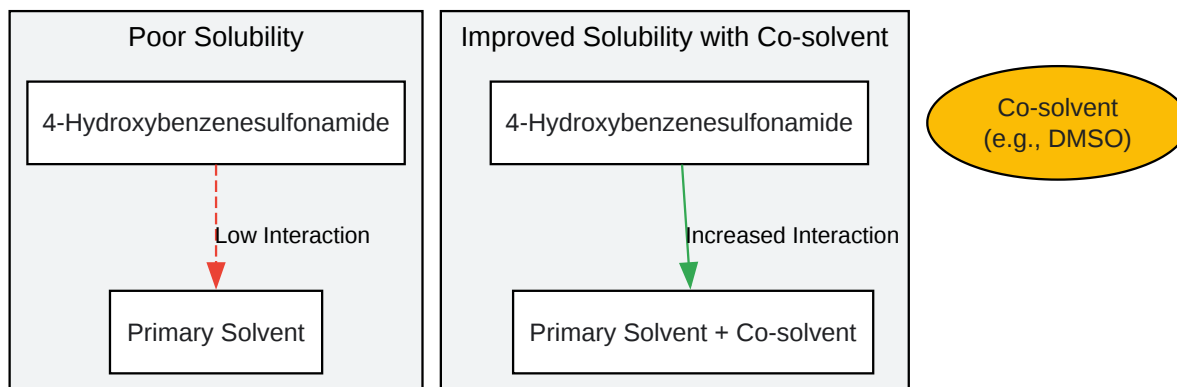 Poor Solubility
4-Hydroxybenzenesulfonamide
Low Interaction
Primary Solvent
Improved Solubility with Co-solvent
4-Hydroxybenzenesulfonamide
Increased Interaction
Primary Solvent + Co-solvent
Co-solvent
(e.g., DMSO)